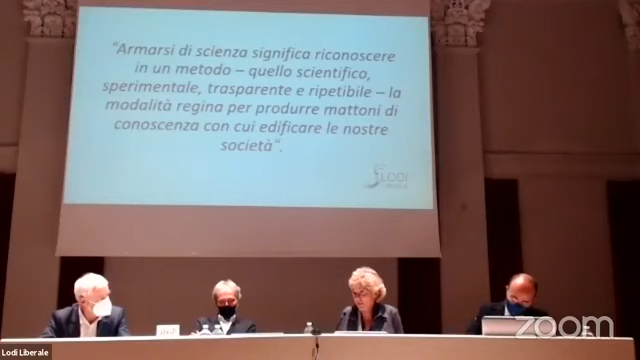 "Armarsi di scienza significa riconoscere
in un metodo – quello scientifico,
sperimentale, trasparente e ripetibile – la
modalità regina per produrre mattoni di
conoscenza con cui edificare le nostre
società".
LODI
Lodi Liberale
zoom